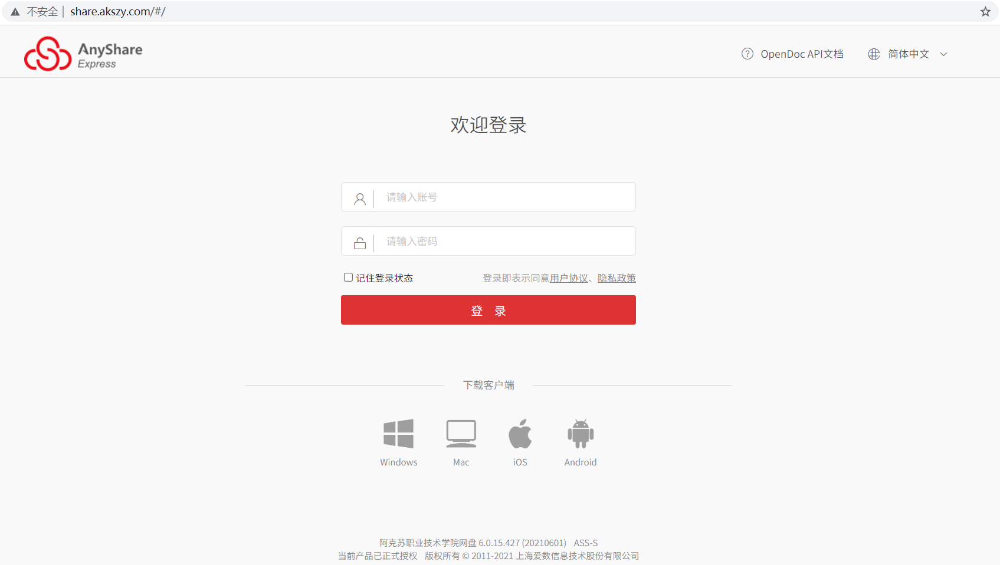 不安全 | share.akszy.com/#/
AnyShare
Express
OpenDoc API文档
简体中文
欢迎登录
请输入账号
请输入密码
记住登录状态
登录即表示同意用户协议、隐私政策
登 录
下载客户端
Windows
Mac
iOS
Android
阿克苏职业技术学院网盘 6.0.15.427 (20210601) ASS-S
当前产品已正式授权 版权所有 © 2011-2021 上海爱数信息技术股份有限公司